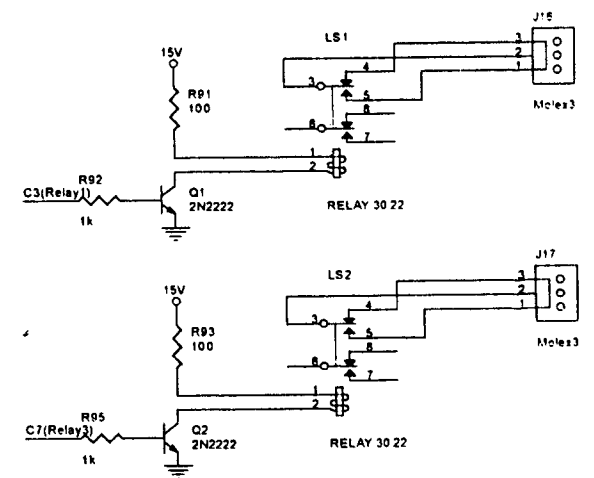 J15
LS1
3
2
1
4
3
5
15V
R91
100
Molex3
8
6
7
1
2
R92
C3(Relay1)
1k
Q1
2N2222
RELAY 30.22
J17
LS2
3
2
1
15V
4
3
5
R93
100
Molex3
8
6
7
1
2
R95
C7(Relay3)
1k
Q2
2N2222
RELAY 30.22